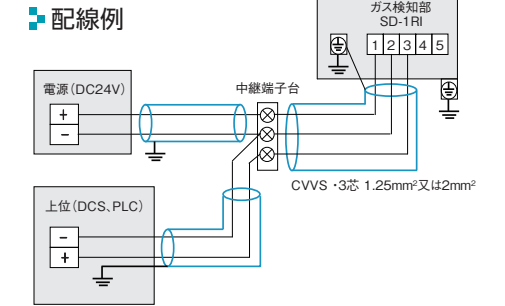 配線例
ガス検知部
SD-1RI
1 2 3 4 5
電源（DC24V）
+
−
中継端子台
CVVS ・3芯 1.25mm²又は2mm²
上位（DCS、PLC）
−
+